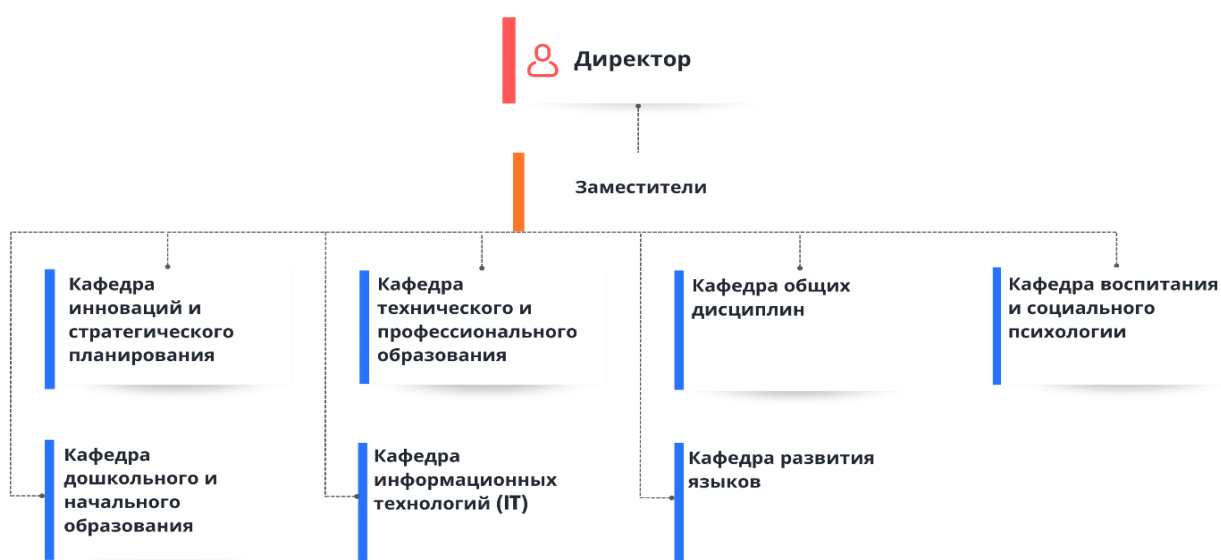 Директор
Заместители
Кафедра
инноваций и
стратегического
планирования
Кафедра
технического и
профессионального
образования
Кафедра общих
дисциплин
Кафедра воспитания
и социального
психологии
Кафедра
дошкольного и
начального
образования
Кафедра
информационных
технологий (IT)
Кафедра развития
языков